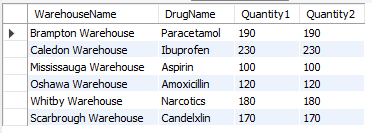 WarehouseName DrugName Quantity1 Quantity2
Brampton Warehouse Paracetamol 190 190
Caledon Warehouse Ibuprofen 230 230
Mississauga Warehouse Aspirin 100 100
Oshawa Warehouse Amoxicillin 120 120
Whitby Warehouse Narcotics 180 180
Scarbrough Warehouse Candelxlin 170 170